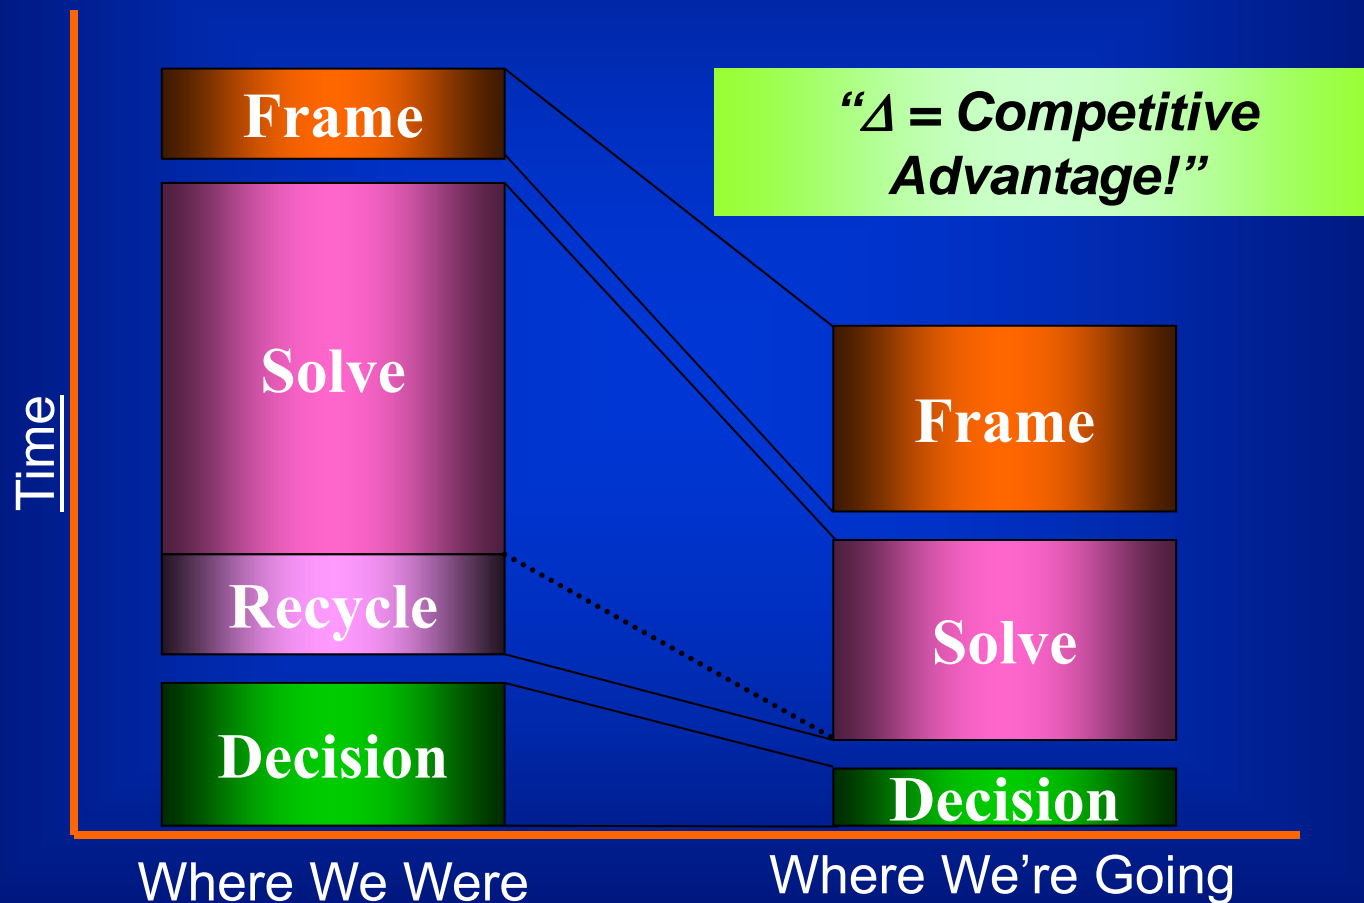 “Δ = Competitive
Advantage!”
Frame
Solve
Recycle
Decision
Frame
Solve
Decision
Time
Where We Were
Where We’re Going